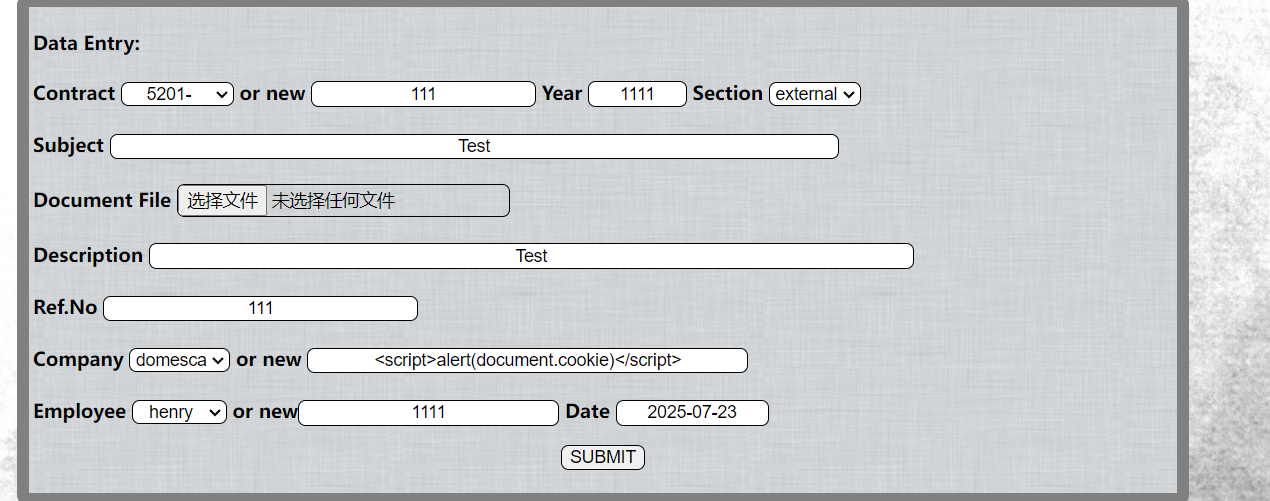 Data Entry:
Contract 5201- or new 111 Year 1111 Section external
Subject Test
Document File 选择文件 未选择任何文件
Description Test
Ref.No 111
Company domesca or new <script>alert(document.cookie)</script>
Employee henry or new 1111 Date 2025-07-23
SUBMIT